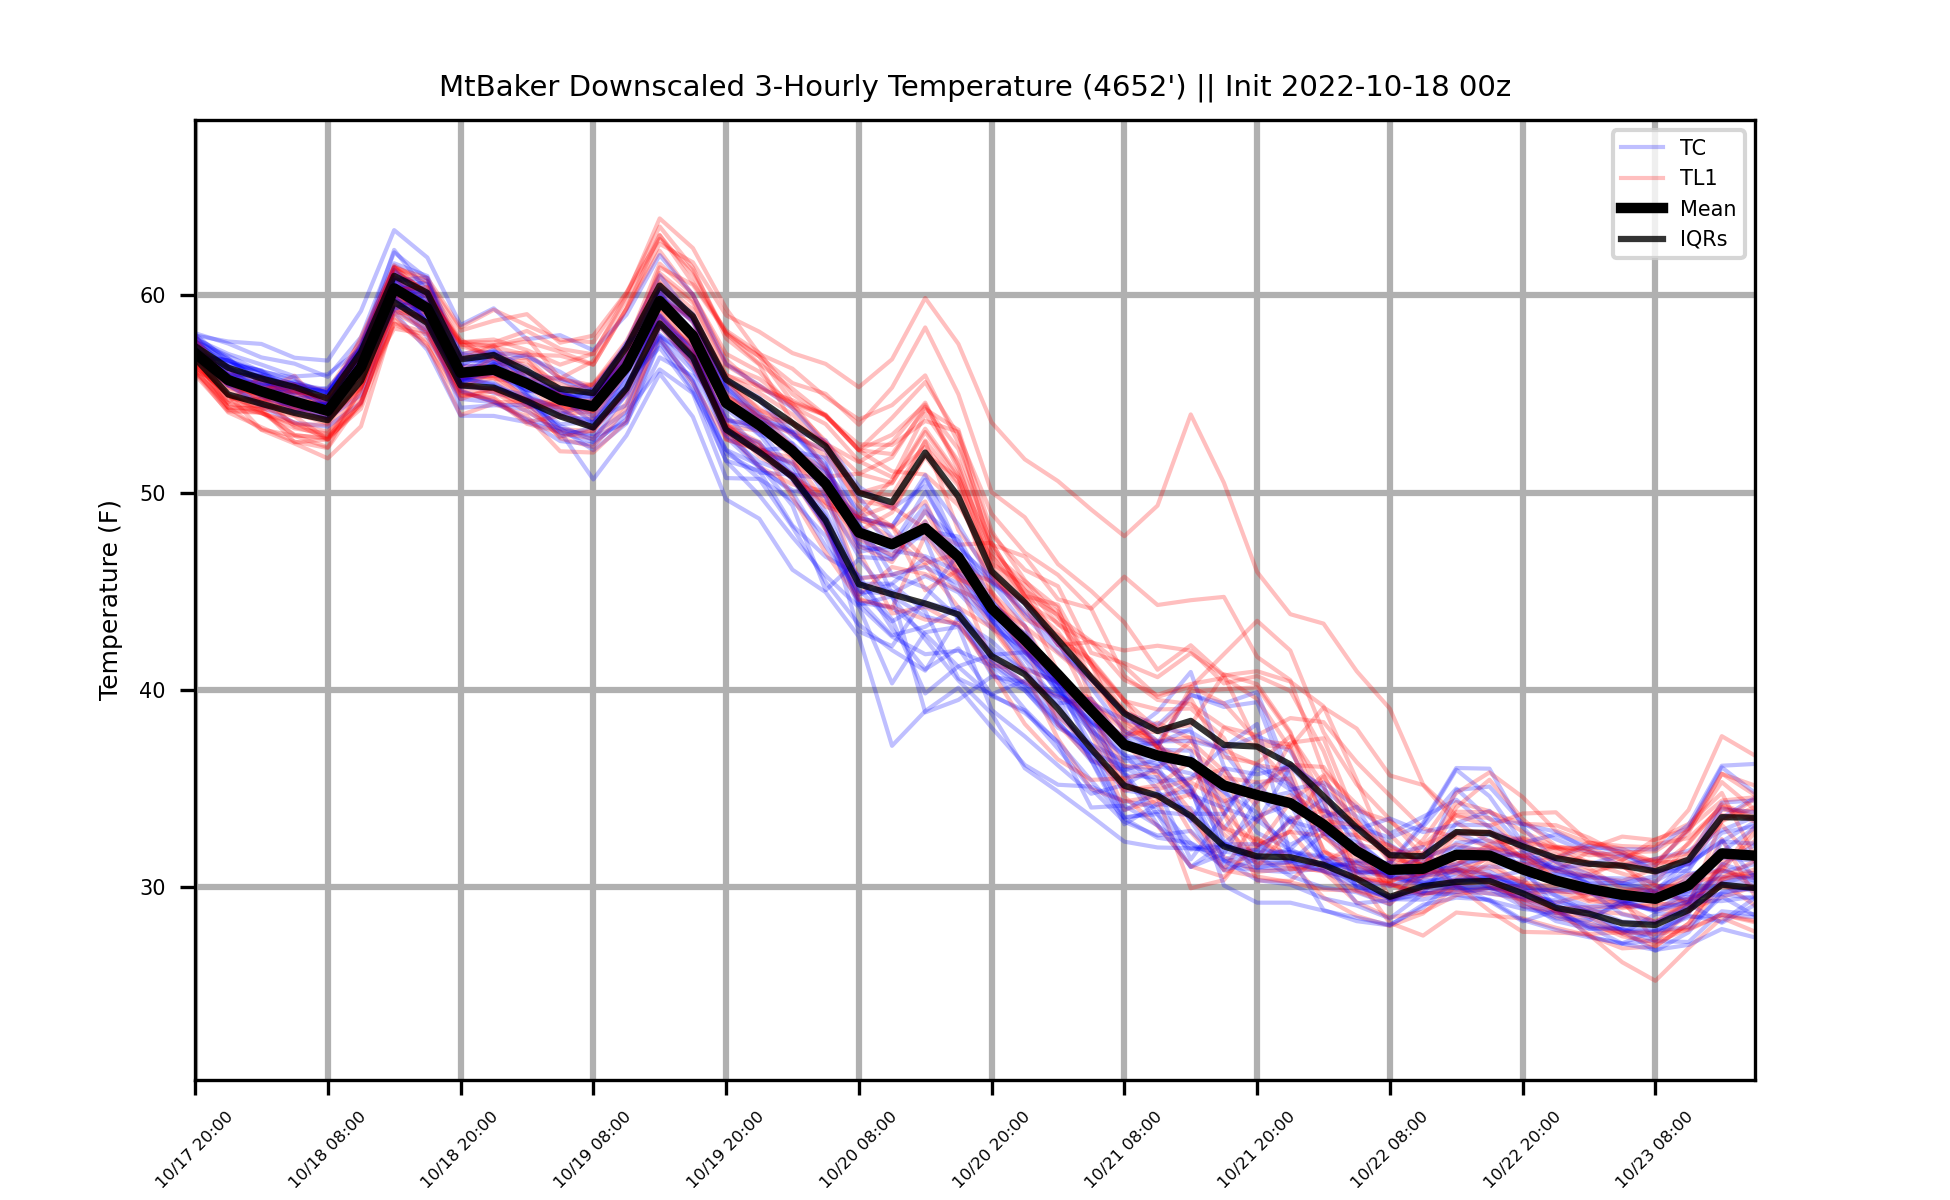 MtBaker Downscaled 3-Hourly Temperature (4652') || Init 2022-10-18 00z
TC
TL1
Mean
IQRs
Temperature (F)
60
50
40
30
10/17 20:00
10/18 08:00
10/18 20:00
10/19 08:00
10/19 20:00
10/20 08:00
10/20 20:00
10/21 08:00
10/21 20:00
10/22 08:00
10/22 20:00
10/23 08:00